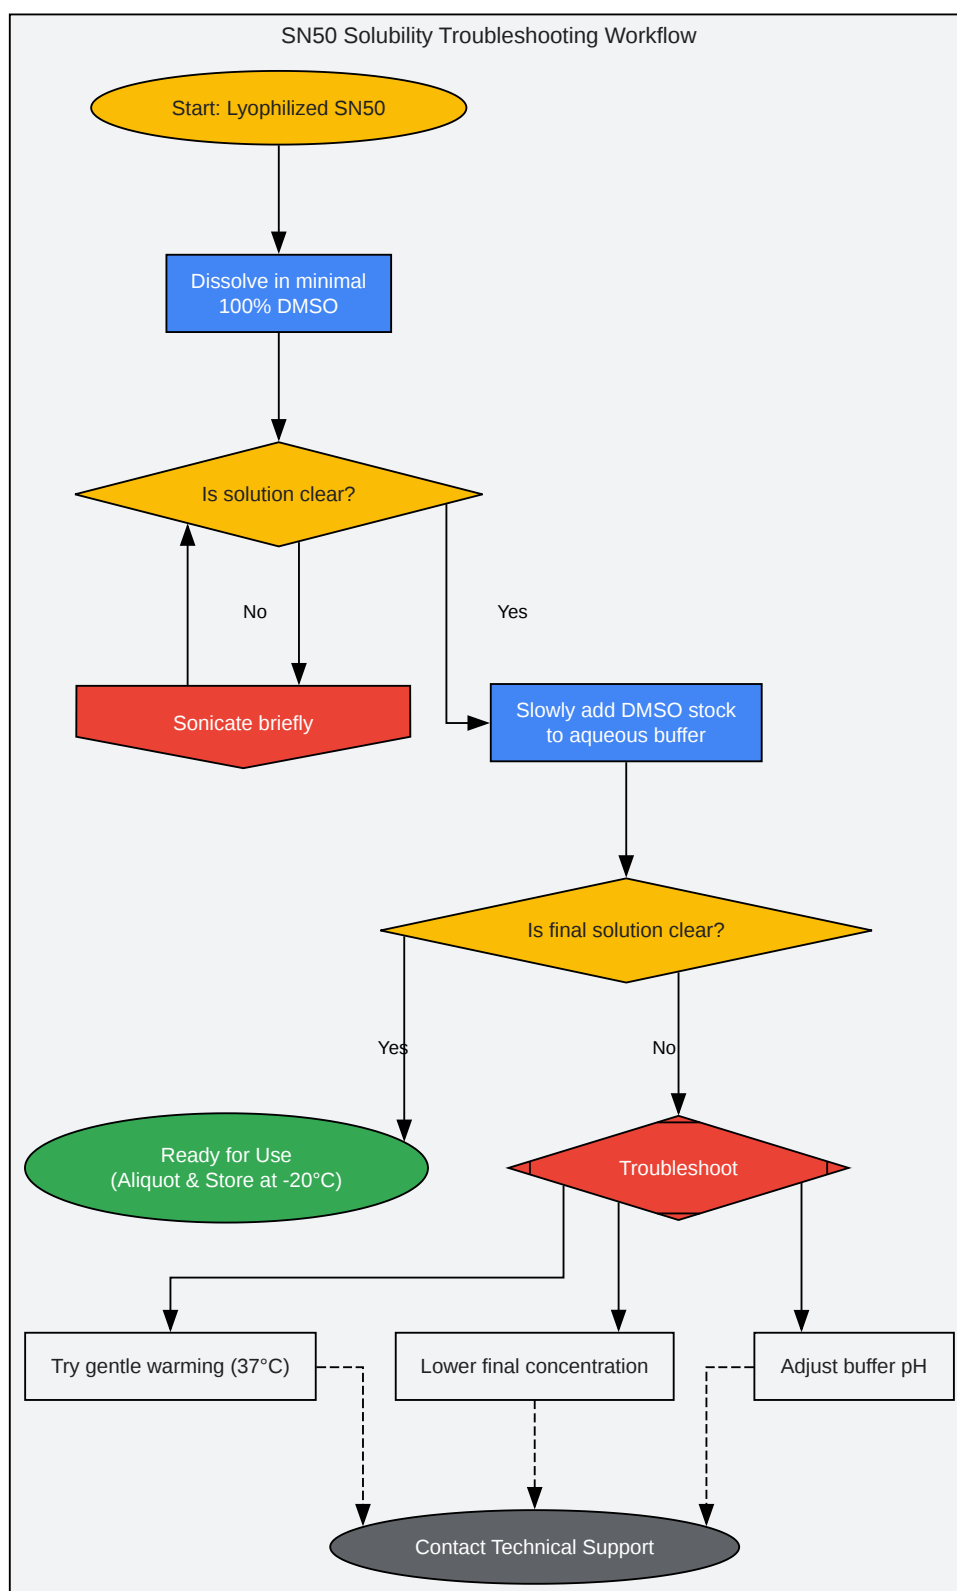 SN50 Solubility Troubleshooting Workflow
Start: Lyophilized SN50
Dissolve in minimal
100% DMSO
Is solution clear?
No
Yes
Sonicate briefly
Slowly add DMSO stock
to aqueous buffer
Is final solution clear?
Yes
No
Ready for Use
(Aliquot & Store at -20°C)
Troubleshoot
Try gentle warming (37°C)
Lower final concentration
Adjust buffer pH
Contact Technical Support